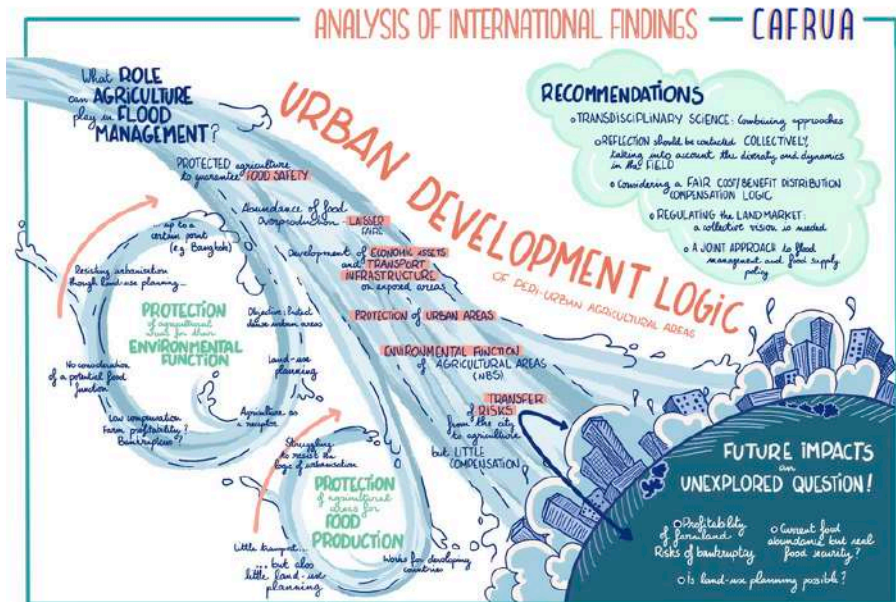 ANALYSIS OF INTERNATIONAL FINDINGS — CAFRUA
What ROLE
can AGRICULTURE
play in FLOOD
MANAGEMENT?
URBAN DEVELOPMENT LOGIC
OF PERI-URBAN AGRICULTURAL AREAS
PROTECTED agriculture
to guarantee FOOD SAFETY
Abundance of food
Overproduction - LAISSER
FAIRE
Development of ECONOMIC ASSETS
and TRANSPORT
INFRASTRUCTURE
on exposed areas
PROTECTION of URBAN AREAS
ENVIRONMENTAL FUNCTION
of AGRICULTURAL AREAS
(NBS)
TRANSFER
of RISKS
from the city
to agriculture
but LITTLE
COMPENSATION
... up to a
certain point
(e.g Bangkok)
Resisting urbanisation
though land-use planning...
PROTECTION
of agricultural
areas for their
ENVIRONMENTAL
FUNCTION
Objective: Protect
dense urban areas
Land-use
planning
Agriculture as
a receptor
No consideration
of a potential food
function
Low compensation
Farm profitability?
Bankruptcies?
Struggling
to resist the
logic of urbanisation
PROTECTION
of agricultural
areas for
FOOD
PRODUCTION
Little transport...
... but also
little land-use
planning
Works for developing
countries
RECOMMENDATIONS
○ TRANSDISCIPLINARY SCIENCE: Combining approaches
○ REFLECTION should be conducted COLLECTIVELY,
taking into account the diversity and dynamics
in the FIELD
○ Considering a FAIR COST/BENEFIT DISTRIBUTION
COMPENSATION LOGIC
○ REGULATING the LAND MARKET:
a collective vision is needed
○ A JOINT APPROACH to flood
management and food supply
policy
FUTURE IMPACTS
an
UNEXPLORED QUESTION!
○ Profitability
of farmland
Risks of bankruptcy
○ Current food
abundance but real
food security?
○ Is land-use planning possible?